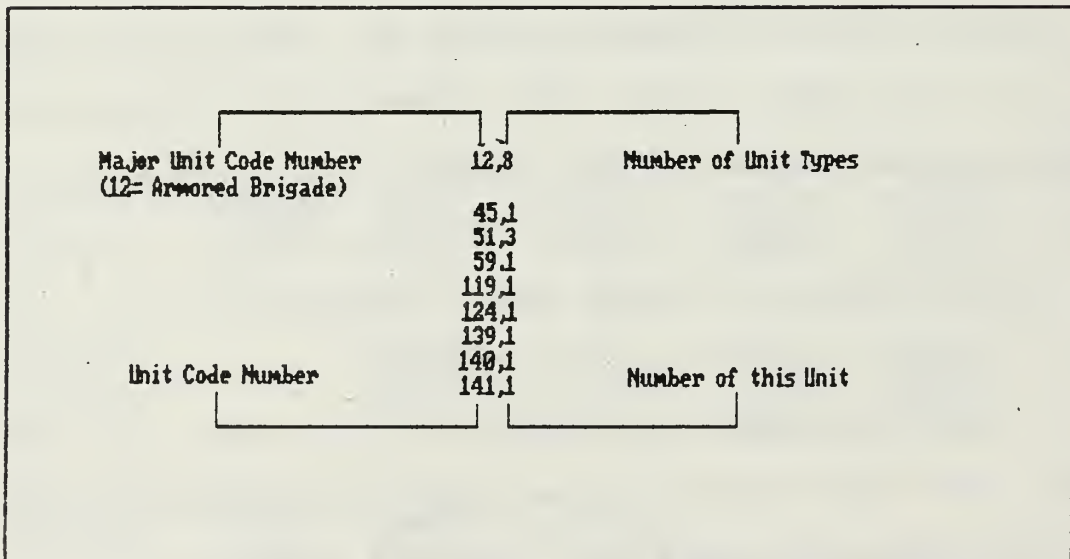 Major Unit Code Number 12,8 Number of Unit Types
(12= Armored Brigade)
45,1
51,3
59,1
119,1
124,1
139,1
140,1
Unit Code Number 141,1 Number of this Unit